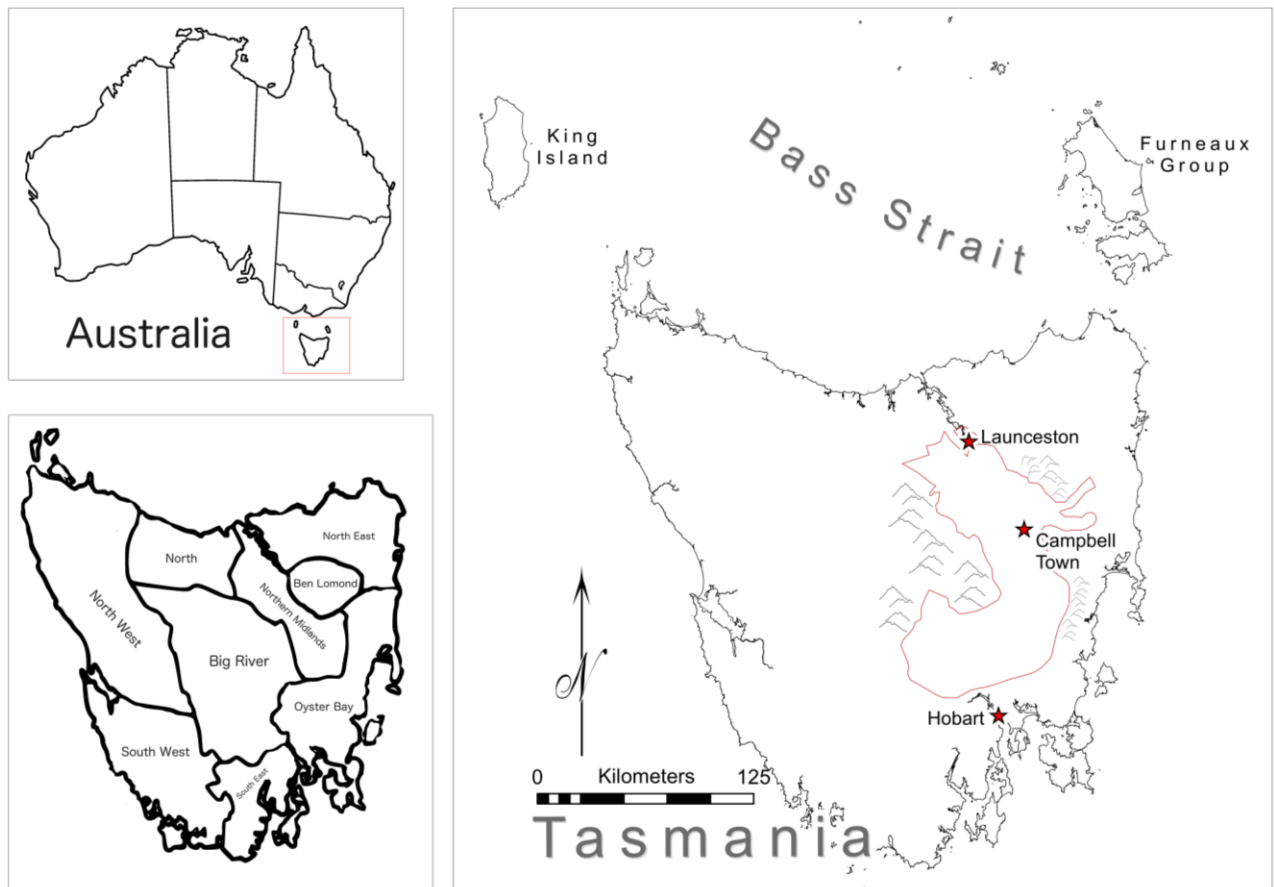 Australia
King
Island
Bass Strait
Furneaux
Group
Launceston
Campbell
Town
Hobart
N
0 Kilometers 125
Tasmania
North East
North
Ben Lomond
Northern Midlands
North West
Big River
Oyster Bay
South West
South East